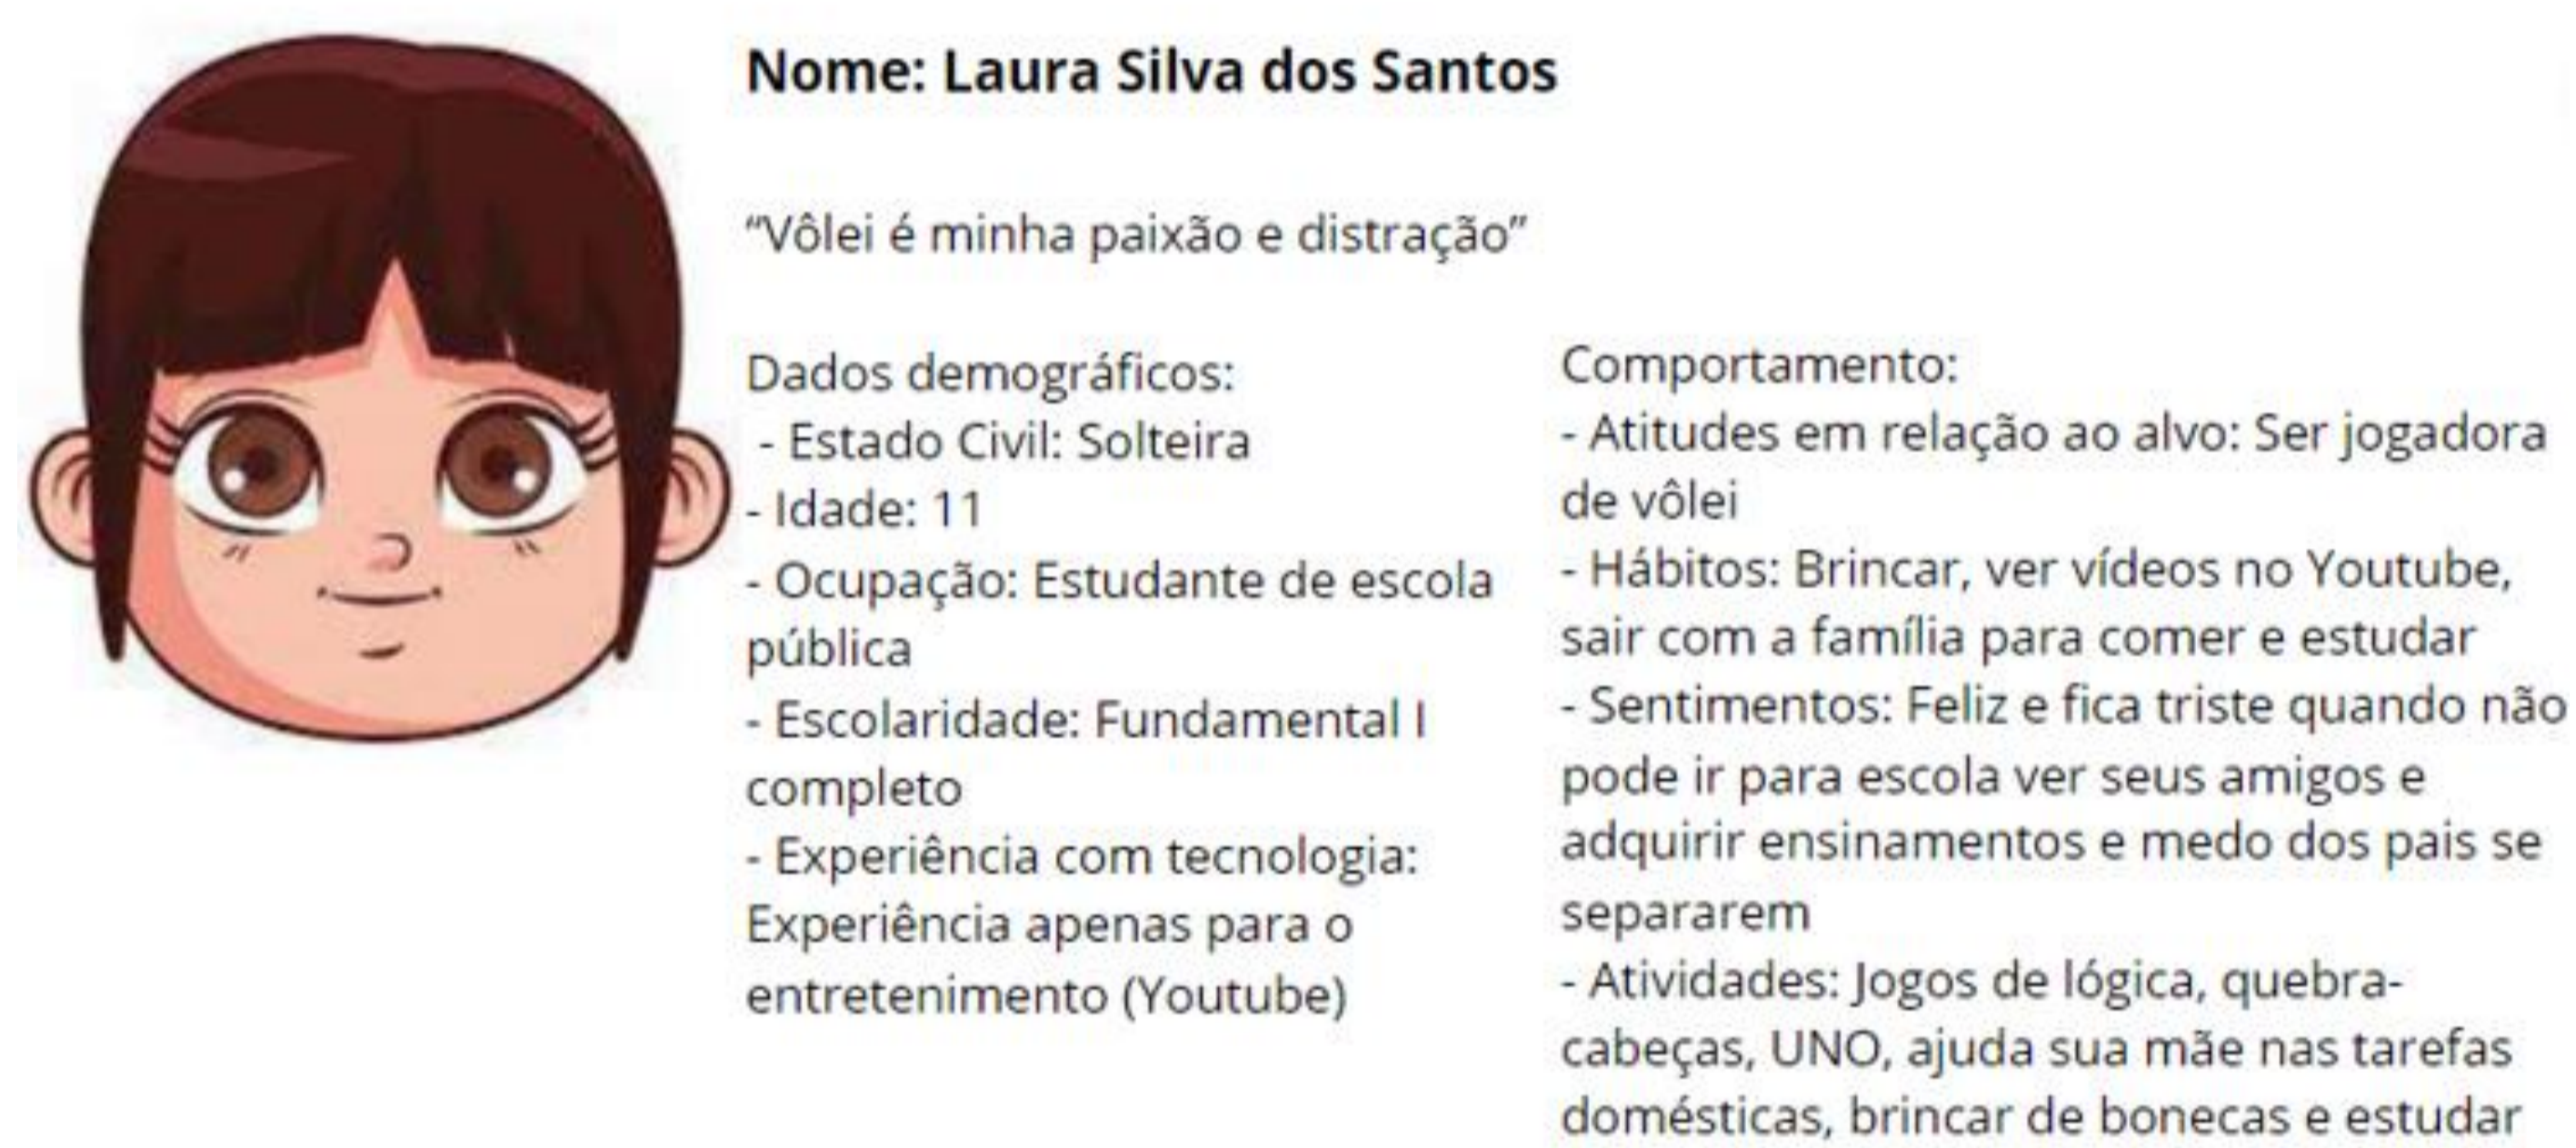 Nome: Laura Silva dos Santos
“Vôlei é minha paixão e distração”
Dados demográficos:
- Estado Civil: Solteira
- Idade: 11
- Ocupação: Estudante de escola
pública
- Escolaridade: Fundamental I
completo
- Experiência com tecnologia:
Experiência apenas para o
entretenimento (Youtube)
Comportamento:
- Atitudes em relação ao alvo: Ser jogadora
de vôlei
- Hábitos: Brincar, ver vídeos no Youtube,
sair com a família para comer e estudar
- Sentimentos: Feliz e fica triste quando não
pode ir para escola ver seus amigos e
adquirir ensinamentos e medo dos pais se
separarem
- Atividades: Jogos de lógica, quebra-
cabeças, UNO, ajuda sua mãe nas tarefas
domésticas, brincar de bonecas e estudar